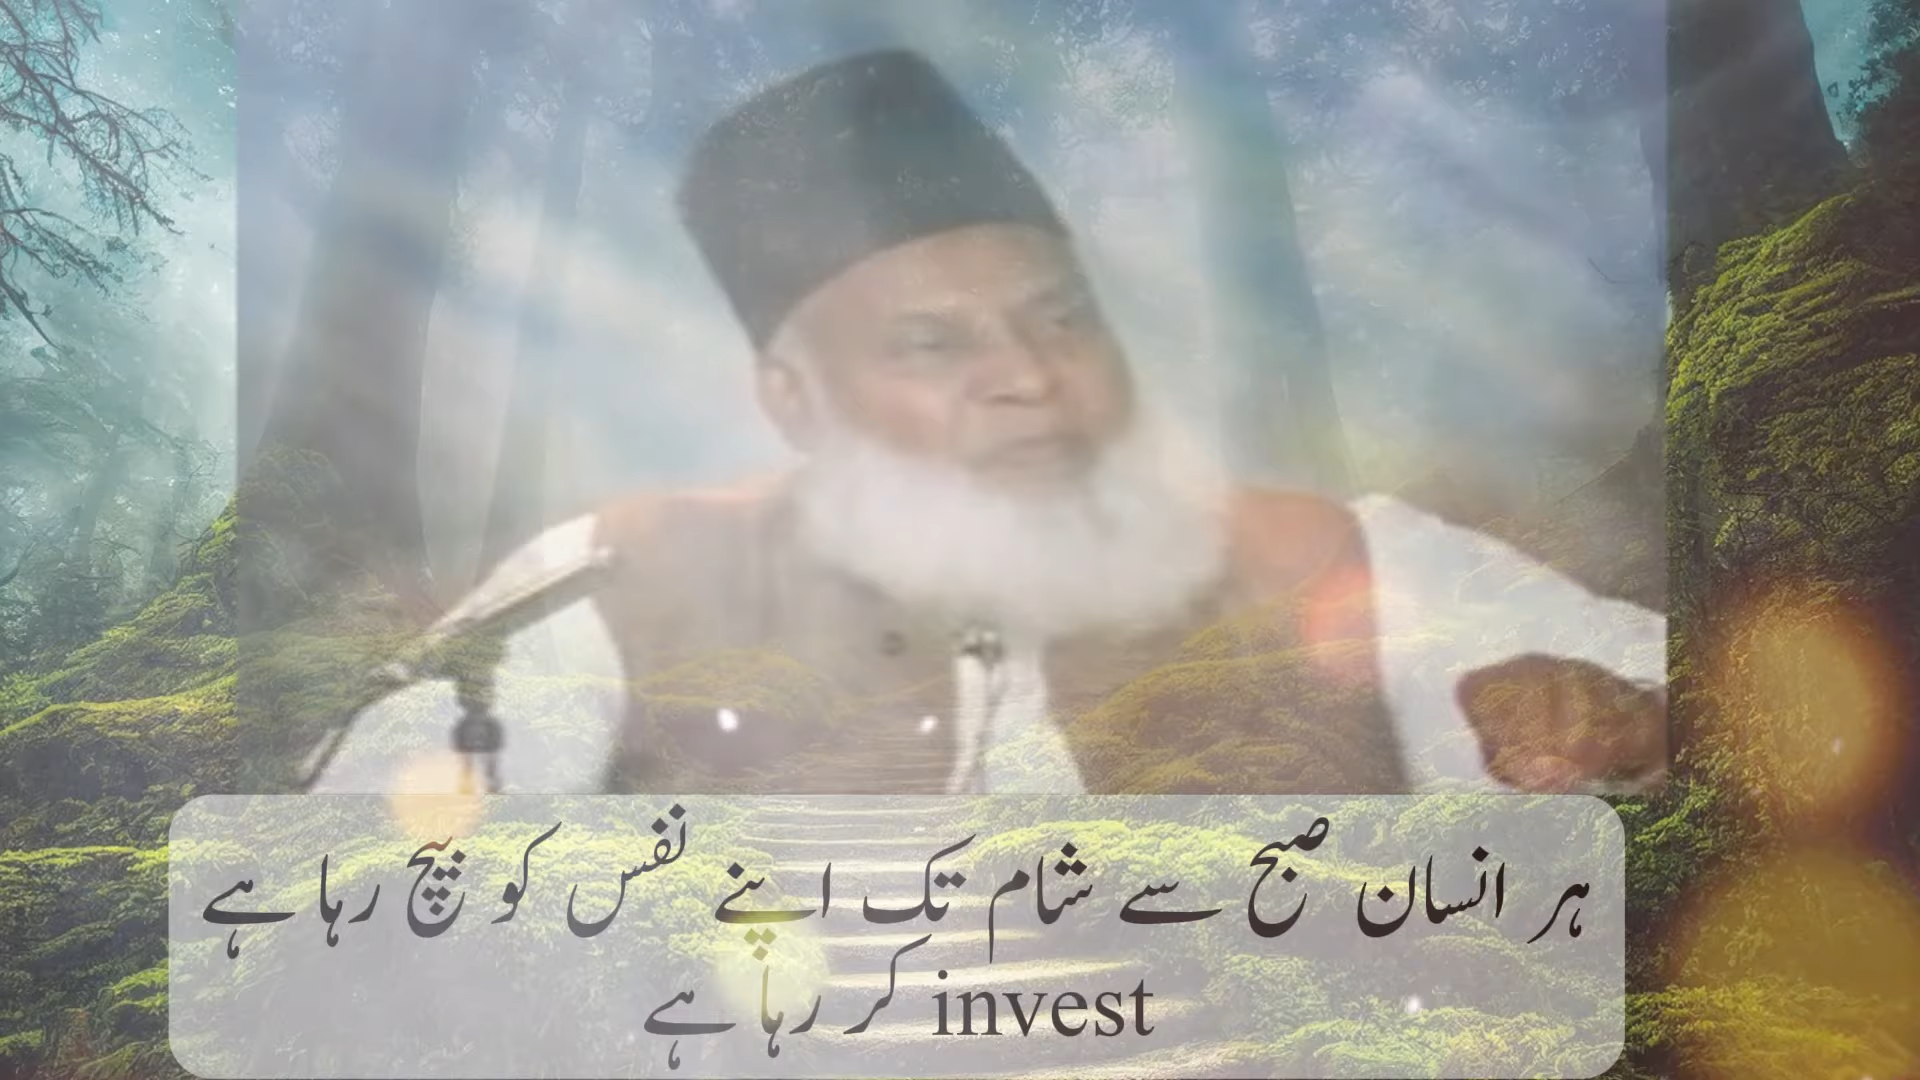 ہر انسان صبح سے شام تک اپنے نفس کو بیچ رہا ہے
invest کر رہا ہے